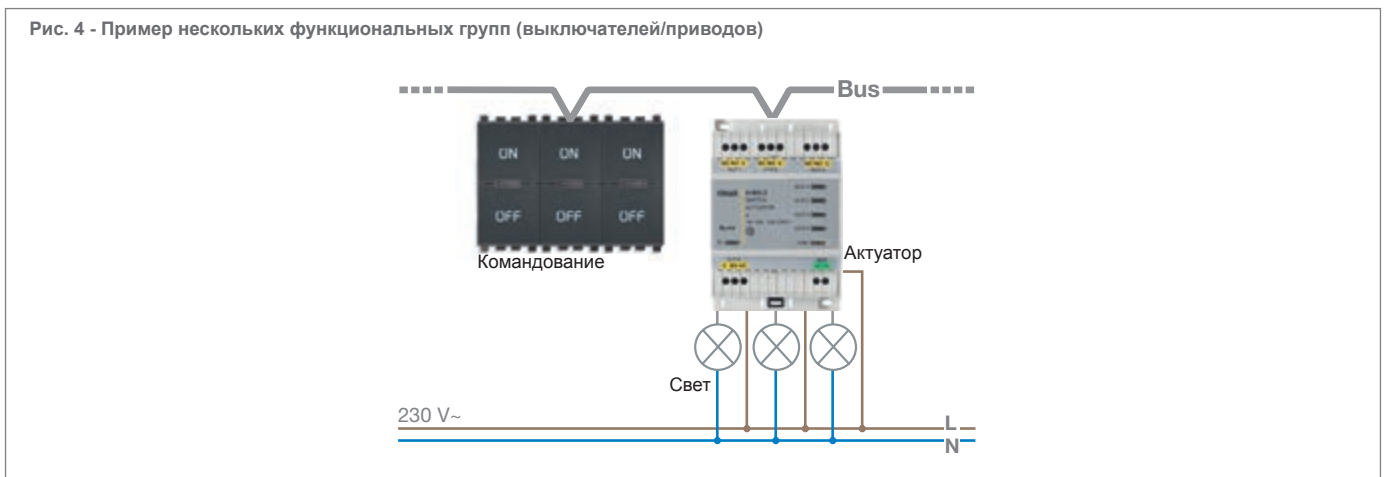 Рис. 4 - Пример нескольких функциональных групп (выключателей/приводов)
Bus
ON ON ON
OFF OFF OFF
Командование
Актуатор
Свет
230 V~
L
N